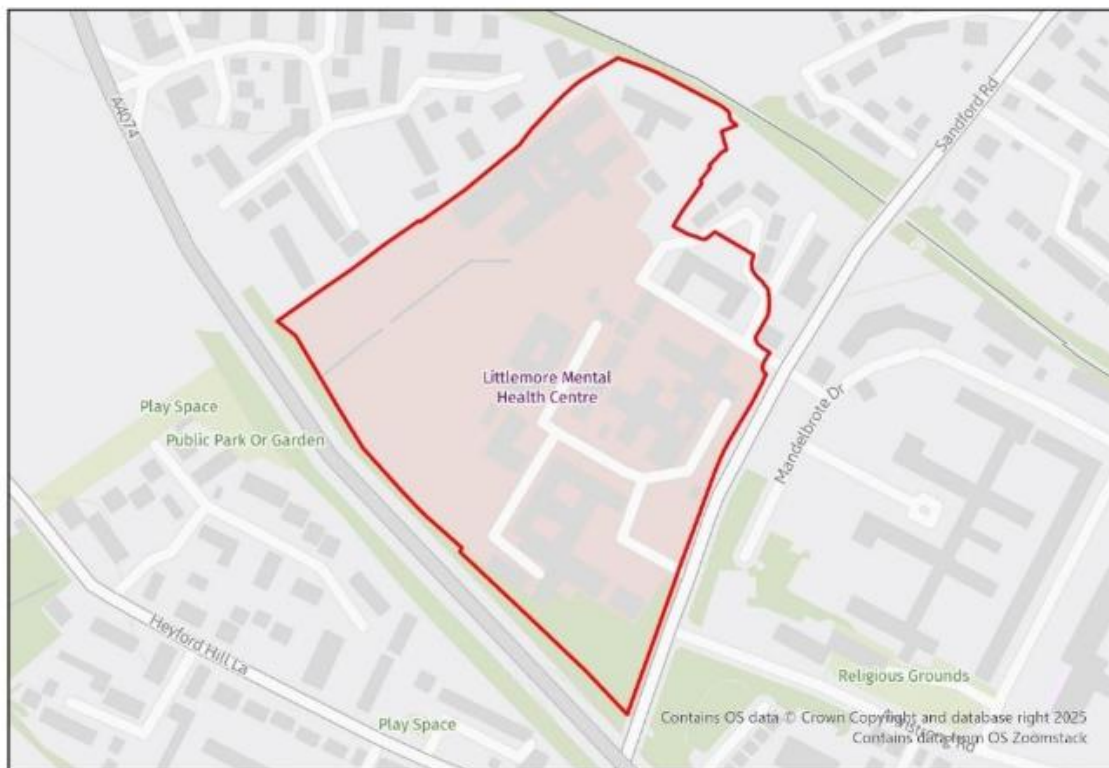 A4074
Sandford Rd
Littlemore Mental
Health Centre
Play Space
Public Park Or Garden
Mandelbrote Dr
Heyford Hill La
Religious Grounds
Play Space
Contains OS data © Crown Copyright and database right 2025
Contains data from OS Zoomstack
Rd